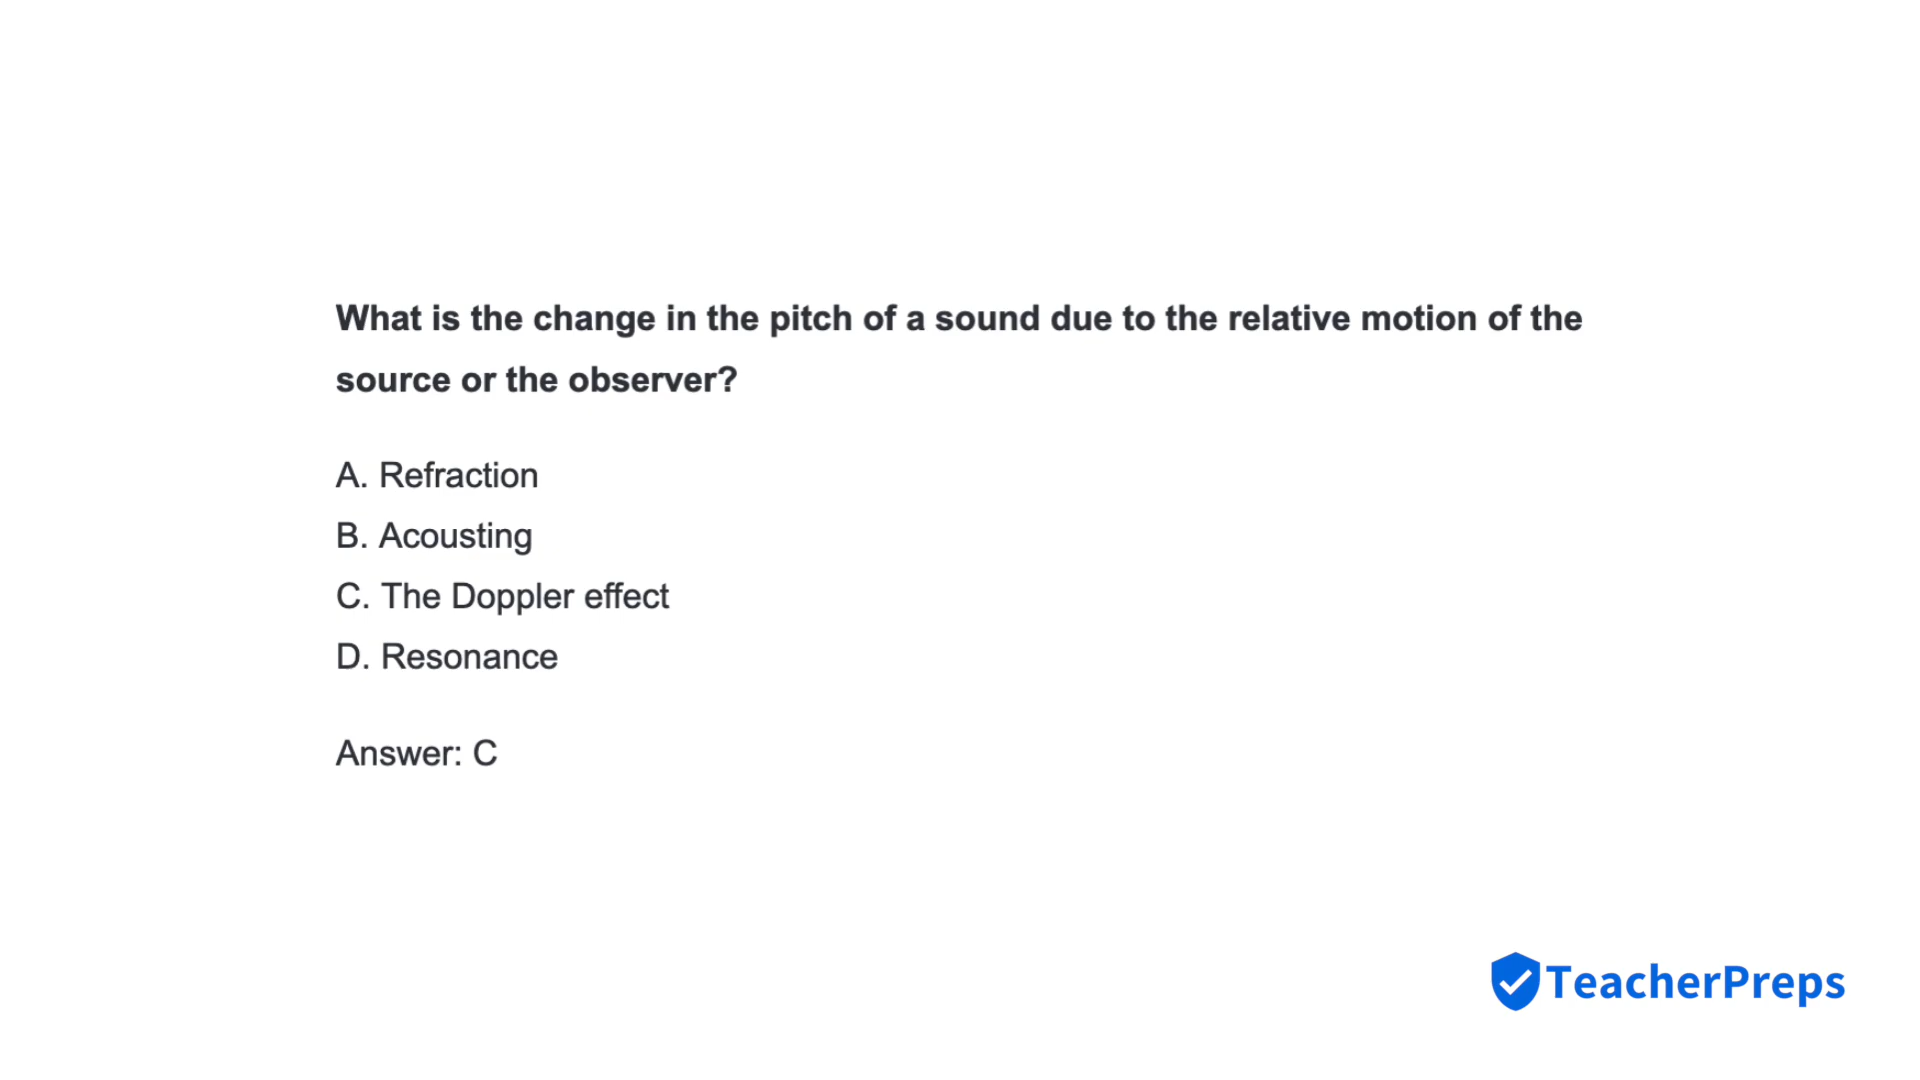 What is the change in the pitch of a sound due to the relative motion of the
source or the observer?
A. Refraction
B. Acousting
C. The Doppler effect
D. Resonance
Answer: C
TeacherPreps